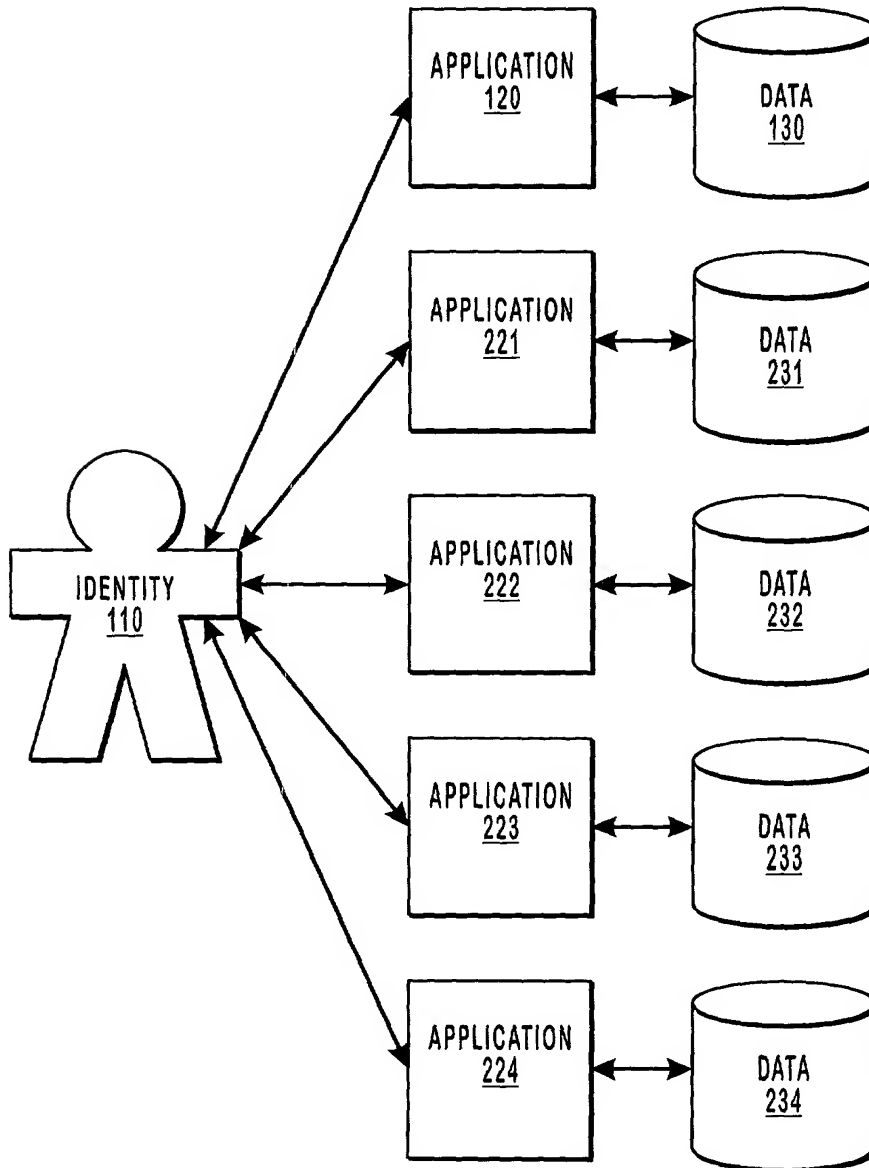 APPLICATION
120
DATA
130
APPLICATION
221
DATA
231
IDENTITY
110
APPLICATION
222
DATA
232
APPLICATION
223
DATA
233
APPLICATION
224
DATA
234